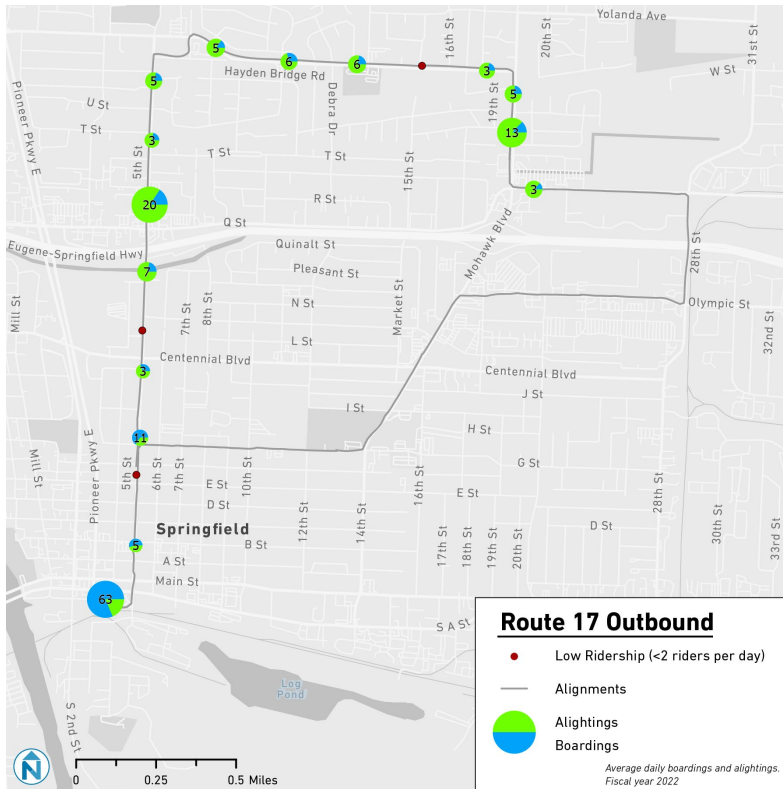 Yolanda Ave
16th St
20th St
31st St
5
6
6
3
Hayden Bridge Rd
W St
5
5
19th St
Pioneer Pkwy E
U St
Debra Dr
T St
3
13
5th St
T St
T St
15th St
3
20
R St
Q St
Mohawk Blvd
Quinalt St
Eugene-Springfield Hwy
28th St
7
Pleasant St
Mill St
7th St
8th St
N St
Market St
Olympic St
32nd St
L St
Centennial Blvd
3
Centennial Blvd
J St
I St
11
H St
Mill St
Pioneer Pkwy E
5th St
6th St
7th St
10th St
16th St
G St
E St
E St
28th St
D St
12th St
14th St
D St
Springfield
17th St
18th St
19th St
20th St
30th St
33rd St
5
B St
A St
Main St
63
S A St
Log
Pond
S 2nd St
N
0 0.25 0.5 Miles
Route 17 Outbound
Low Ridership (<2 riders per day)
Alignments
Alightings
Boardings
Average daily boardings and alightings.
Fiscal year 2022